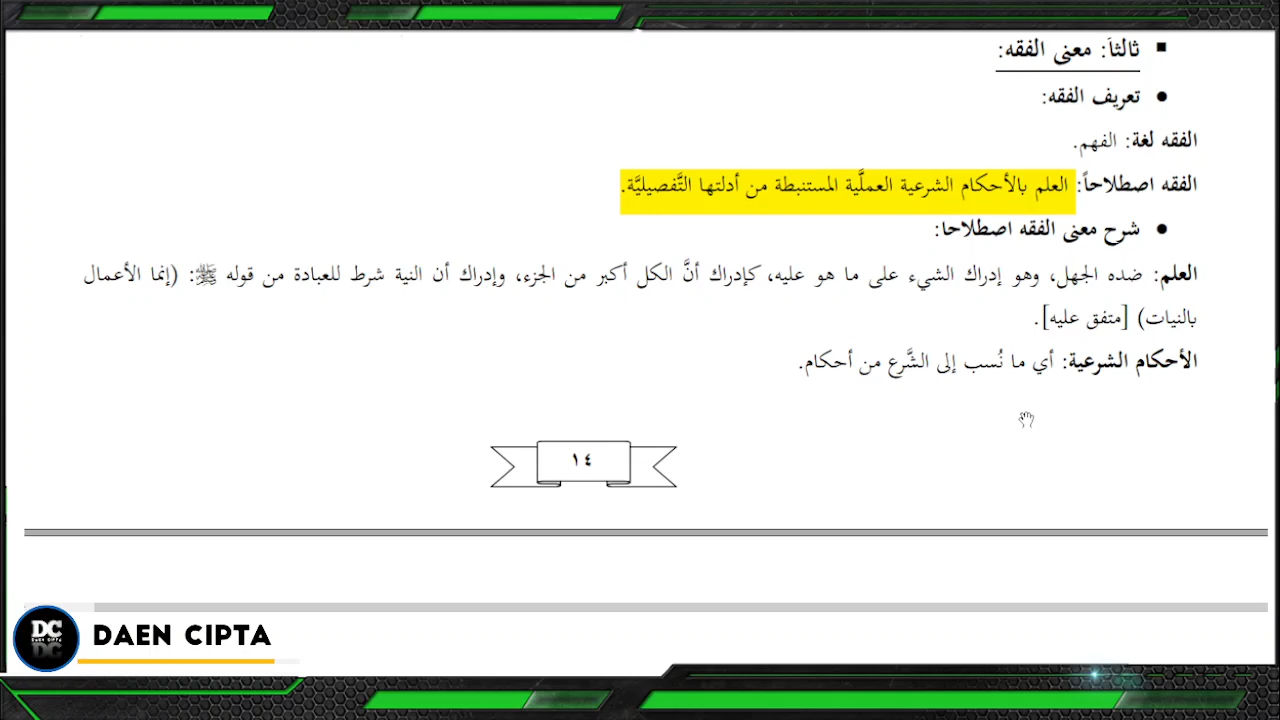 ▪ ثالثاً: معنى الفقه:
● تعريف الفقه:
الفقه لغة: الفهم.
الفقه اصطلاحاً: العلم بالأحكام الشرعية العمليَّة المستنبطة من أدلتها التَّفصيليَّة.
● شرح معنى الفقه اصطلاحا:
العلم: ضده الجهل، وهو إدراك الشيء على ما هو عليه، كإدراك أنَّ الكل أكبر من الجزء، وإدراك أن النية شرط للعبادة من قوله ﷺ: (إنما الأعمال
بالنيات) [متفق عليه].
الأحكام الشرعية: أي ما نُسب إلى الشَّرع من أحكام.
١٤
DC
DAEN CIPTA
DAEN CIPTA